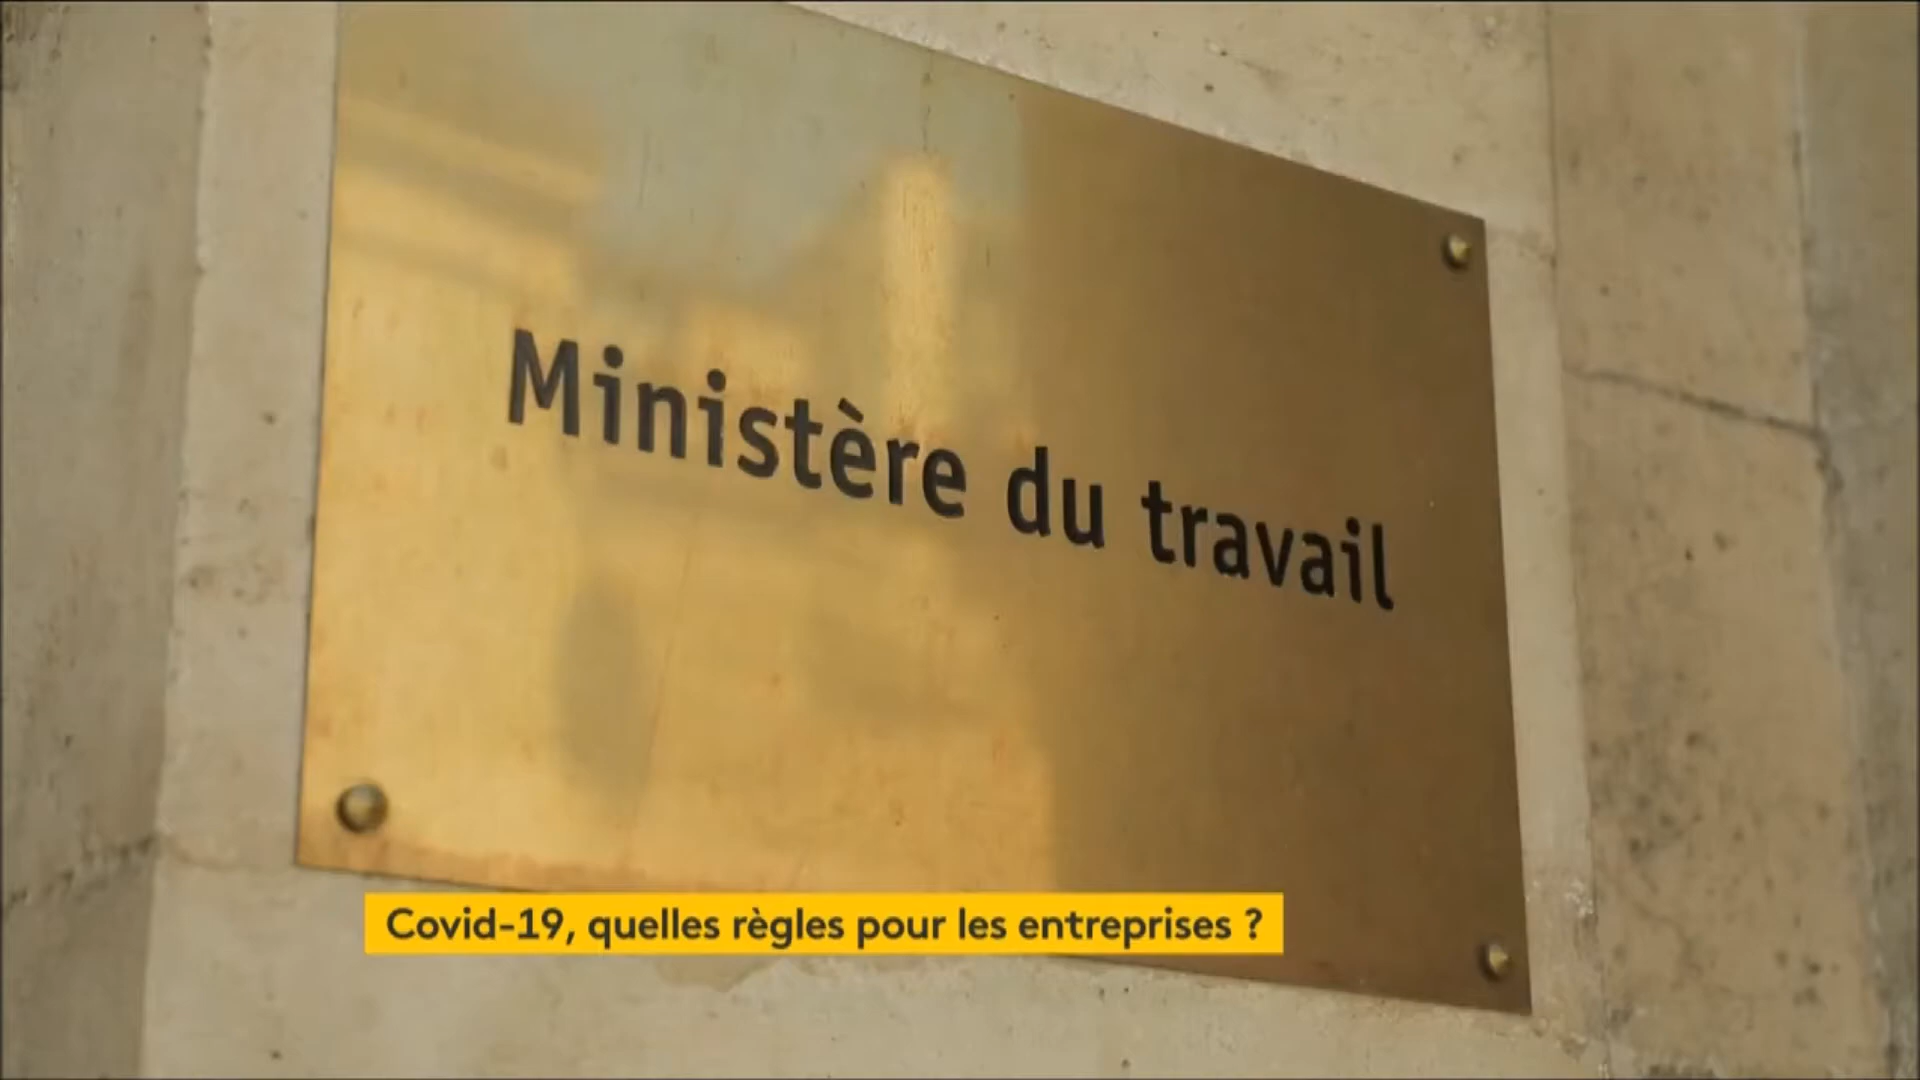 Ministère du travail
Covid-19, quelles règles pour les entreprises ?